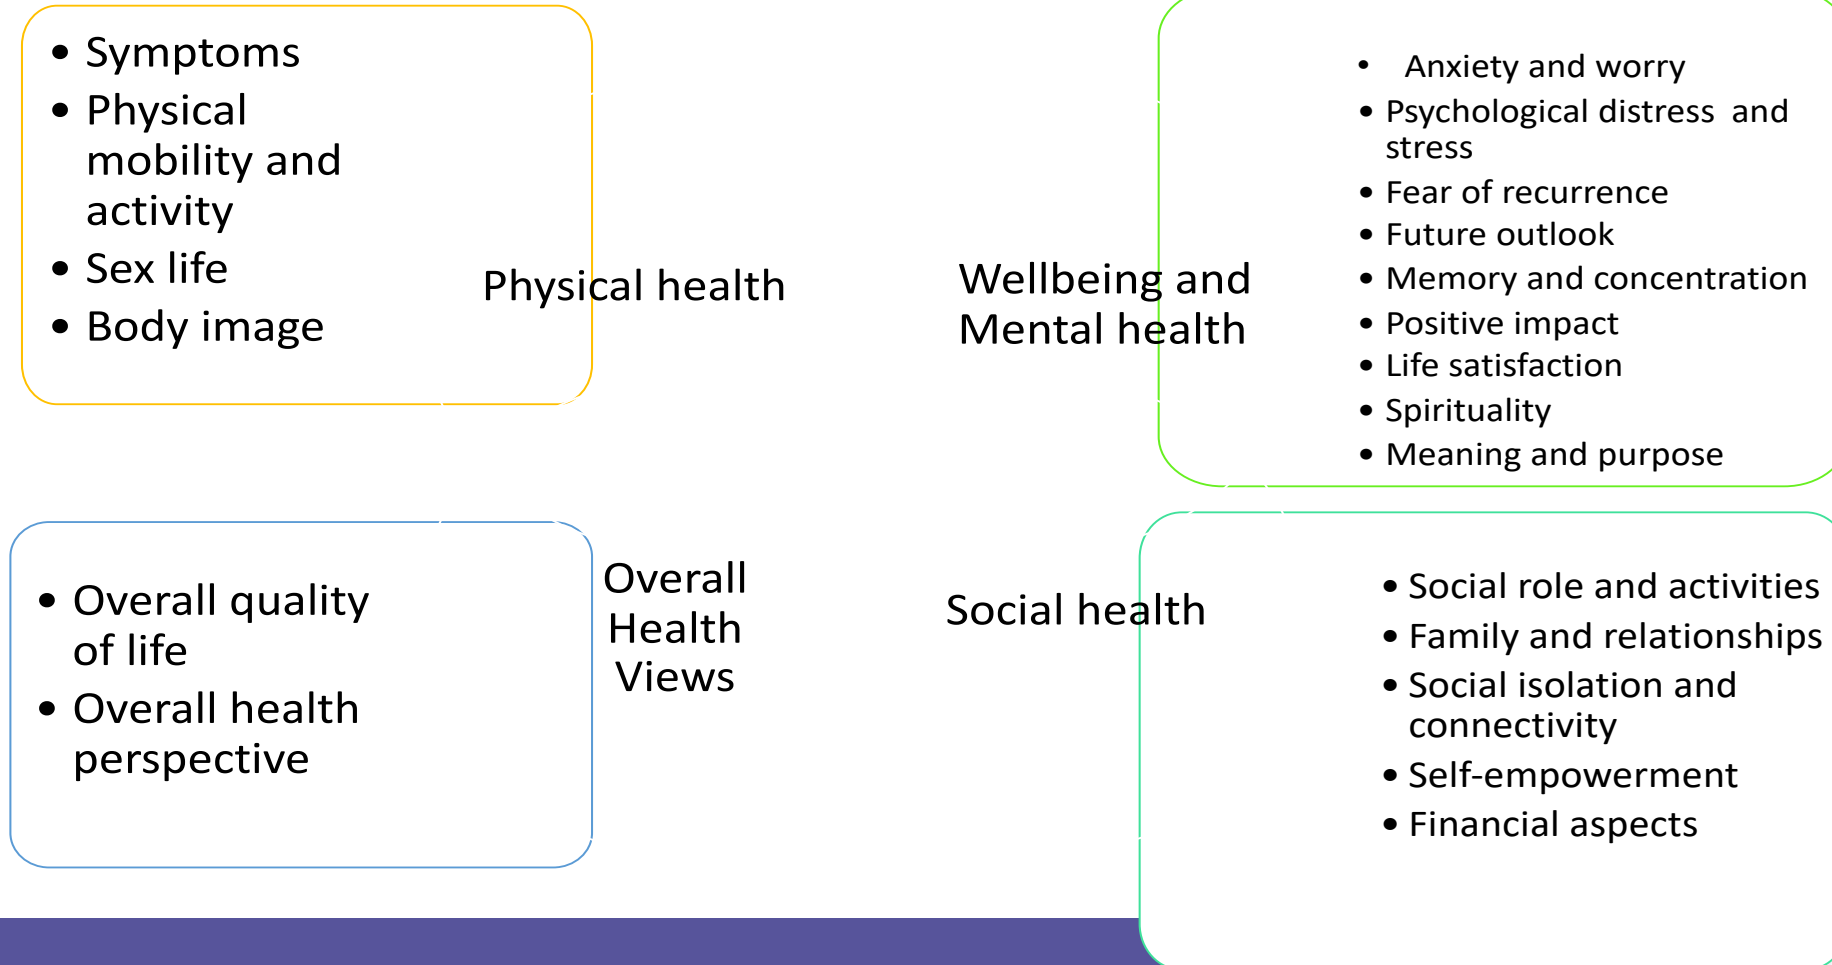 • Symptoms
• Physical
mobility and
activity
• Sex life
• Body image
Physical health
Wellbeing and
Mental health
• Anxiety and worry
• Psychological distress and
stress
• Fear of recurrence
• Future outlook
• Memory and concentration
• Positive impact
• Life satisfaction
• Spirituality
• Meaning and purpose
• Overall quality
of life
• Overall health
perspective
Overall
Health
Views
Social health
• Social role and activities
• Family and relationships
• Social isolation and
connectivity
• Self-empowerment
• Financial aspects